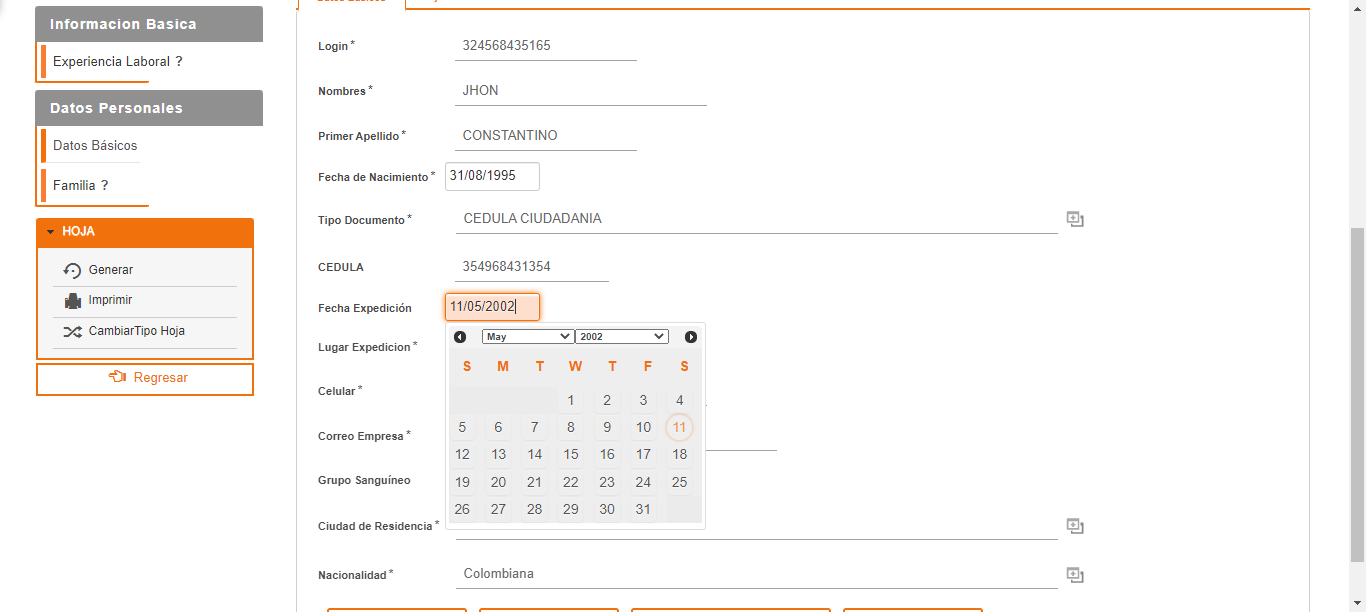 Informacion Basica
Experiencia Laboral ?
Datos Personales
Datos Básicos
Familia ?
HOJA
Generar
Imprimir
CambiarTipo Hoja
Regresar
Login * 324568435165
Nombres * JHON
Primer Apellido * CONSTANTINO
Fecha de Nacimiento * 31/08/1995
Tipo Documento * CEDULA CIUDADANIA
CEDULA 354968431354
Fecha Expedición 11/05/2002
May 2002
S M T W T F S
1 2 3 4
5 6 7 8 9 10 11
12 13 14 15 16 17 18
19 20 21 22 23 24 25
26 27 28 29 30 31
Lugar Expedicion *
Celular *
Correo Empresa *
Grupo Sanguíneo
Ciudad de Residencia *
Nacionalidad * Colombiana